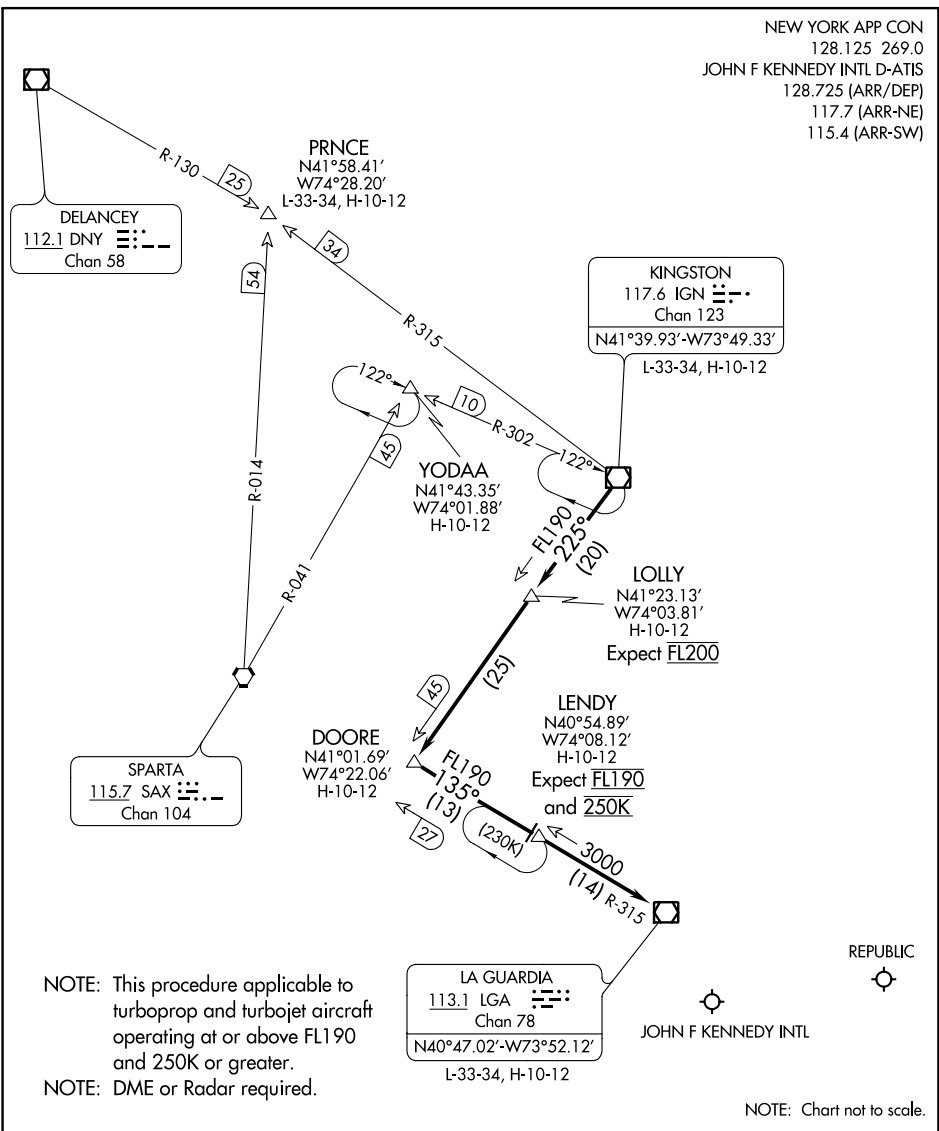 NEW YORK APP CON
128.125 269.0
JOHN F KENNEDY INTL D-ATIS
128.725 (ARR/DEP)
117.7 (ARR-NE)
115.4 (ARR-SW)
R-130
25
PRNCE
N41°58.41'
W74°28.20'
L-33-34, H-10-12
DELANCEY
112.1 DNY
Chan 58
34
54
R-315
KINGSTON
117.6 IGN
Chan 123
N41°39.93'-W73°49.33'
L-33-34, H-10-12
122°
10
R-302
122°
45
YODAA
N41°43.35'
W74°01.88'
H-10-12
R-014
R-041
FL190
225°
(20)
LOLLY
N41°23.13'
W74°03.81'
H-10-12
Expect FL200
(25)
45
LENDY
N40°54.89'
W74°08.12'
H-10-12
Expect FL190
and 250K
DOORE
N41°01.69'
W74°22.06'
H-10-12
FL190
135°
(13)
27
(230K)
3000
(14)
R-315
SPARTA
115.7 SAX
Chan 104
LA GUARDIA
113.1 LGA
Chan 78
N40°47.02'-W73°52.12'
L-33-34, H-10-12
REPUBLIC
JOHN F KENNEDY INTL
NOTE: This procedure applicable to
turboprop and turbojet aircraft
operating at or above FL190
and 250K or greater.
NOTE: DME or Radar required.
NOTE: Chart not to scale.